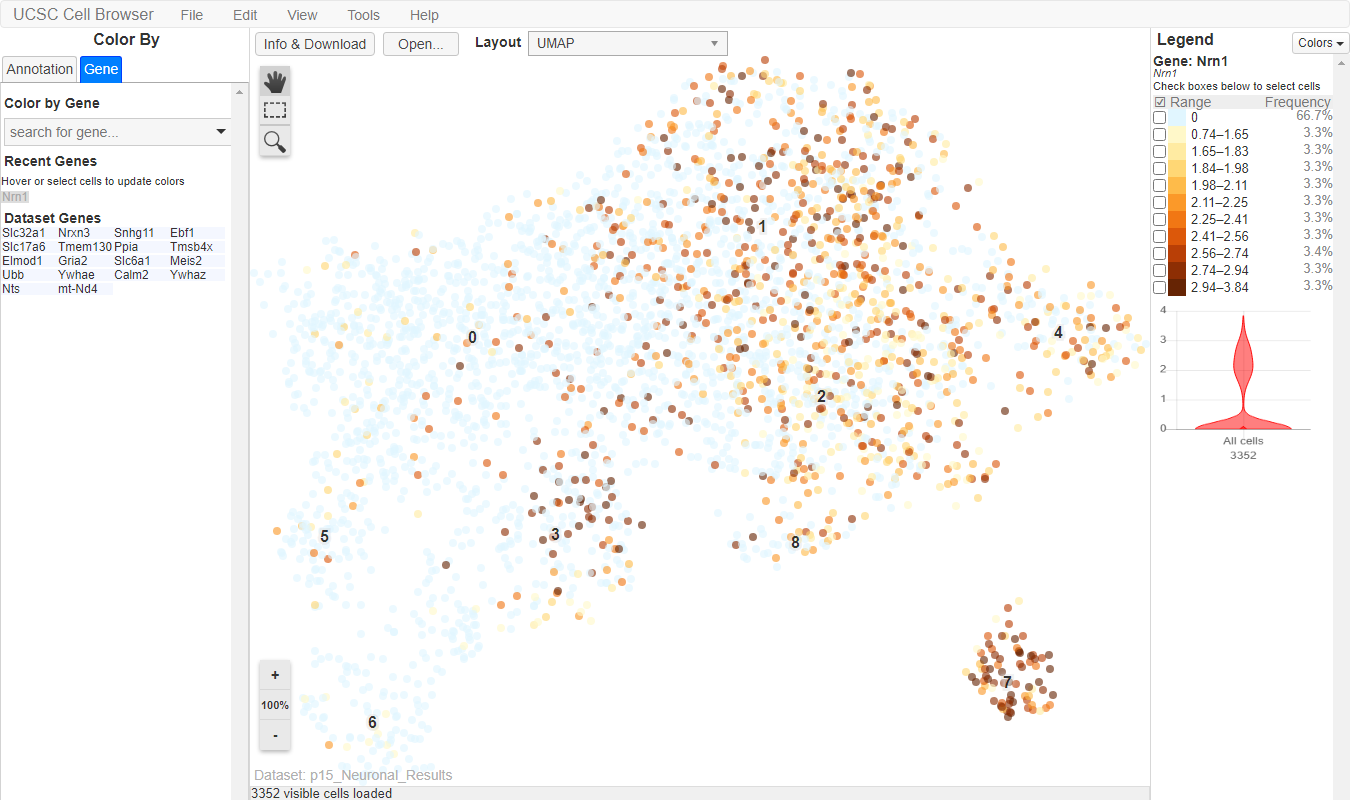 UCSC Cell Browser File Edit View Tools Help
Color By
Annotation Gene
Color by Gene
search for gene...
Recent Genes
Hover or select cells to update colors
Nrn1
Dataset Genes
Slc32a1 Nrxn3 Snhg11 Ebf1
Slc17a6 Tmem130 Ppia Tmsb4x
Elmod1 Gria2 Slc6a1 Meis2
Ubb Ywhae Calm2 Ywhaz
Nts mt-Nd4
Info & Download Open... Layout UMAP
1
0
4
2
3
5
8
7
6
+
100%
-
Dataset: p15_Neuronal_Results
3352 visible cells loaded
Legend Colors
Gene: Nrn1
Nrn1
Check boxes below to select cells
Range Frequency
0 66.7%
0.74–1.65 3.3%
1.65–1.83 3.3%
1.84–1.98 3.3%
1.98–2.11 3.3%
2.11–2.25 3.3%
2.25–2.41 3.3%
2.41–2.56 3.3%
2.56–2.74 3.4%
2.74–2.94 3.3%
2.94–3.84 3.3%
4
3
2
1
0
All cells
3352